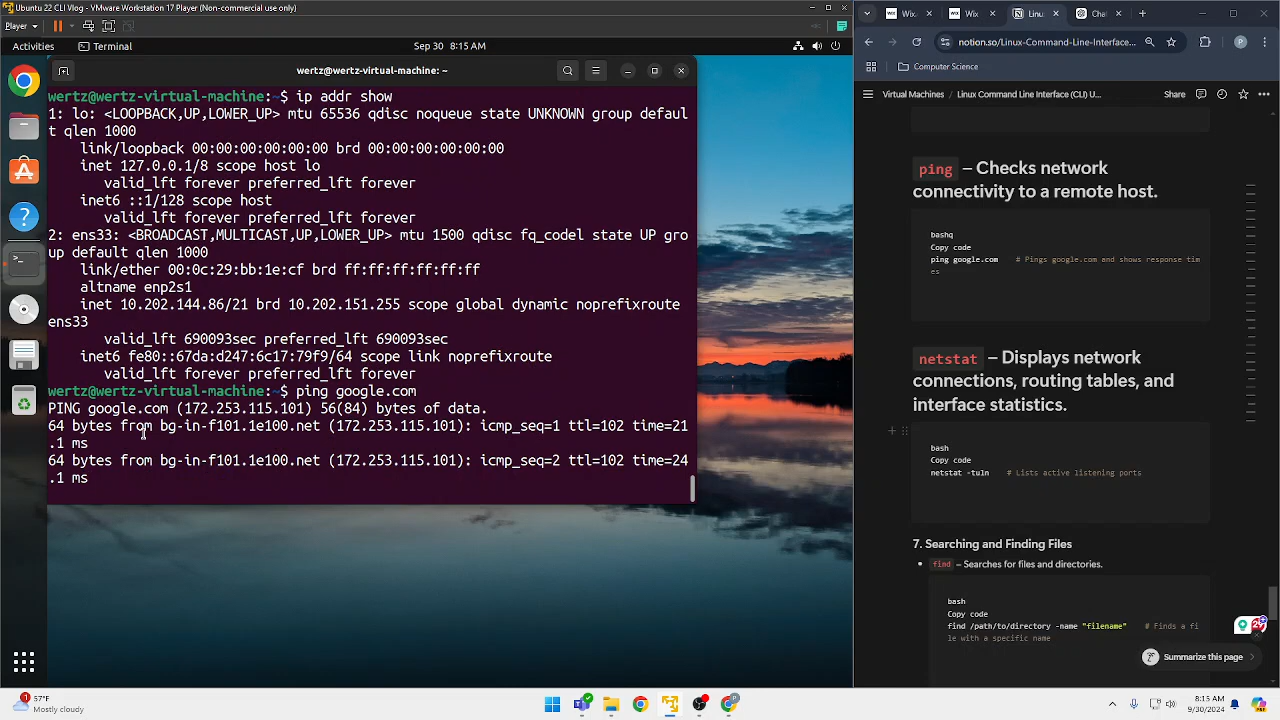 Ubuntu 22 CLI Vlog - VMware Workstation 17 Player (Non-commercial use only)
Player
Activities
Terminal
Sep 30 8:15 AM
wertz@wertz-virtual-machine: ~
wertz@wertz-virtual-machine:~$ ip addr show
1: lo: <LOOPBACK,UP,LOWER_UP> mtu 65536 qdisc noqueue state UNKNOWN group defaul
t qlen 1000
link/loopback 00:00:00:00:00:00 brd 00:00:00:00:00:00
inet 127.0.0.1/8 scope host lo
valid_lft forever preferred_lft forever
inet6 ::1/128 scope host
valid_lft forever preferred_lft forever
2: ens33: <BROADCAST,MULTICAST,UP,LOWER_UP> mtu 1500 qdisc fq_codel state UP gro
up default qlen 1000
link/ether 00:0c:29:bb:1e:cf brd ff:ff:ff:ff:ff:ff
altname enp2s1
inet 10.202.144.86/21 brd 10.202.151.255 scope global dynamic noprefixroute
ens33
valid_lft 690093sec preferred_lft 690093sec
inet6 fe80::67da:d247:6c17:79f9/64 scope link noprefixroute
valid_lft forever preferred_lft forever
wertz@wertz-virtual-machine:~$ ping google.com
PING google.com (172.253.115.101) 56(84) bytes of data.
64 bytes from bg-in-f101.1e100.net (172.253.115.101): icmp_seq=1 ttl=102 time=21
.1 ms
64 bytes from bg-in-f101.1e100.net (172.253.115.101): icmp_seq=2 ttl=102 time=24
.1 ms
Wix
Wix
Linu
Cha
notion.so/Linux-Command-Line-Interface...
Computer Science
Virtual Machines / Linux Command Line Interface (CLI) U...
Share
ping – Checks network
connectivity to a remote host.
bashq
Copy code
ping google.com # Pings google.com and shows response tim
es
netstat – Displays network
connections, routing tables, and
interface statistics.
bash
Copy code
netstat -tuln # Lists active listening ports
7. Searching and Finding Files
find – Searches for files and directories.
bash
Copy code
find /path/to/directory -name "filename" # Finds a fi
le with a specific name
Summarize this page
57°F
Mostly cloudy
8:15 AM
9/30/2024